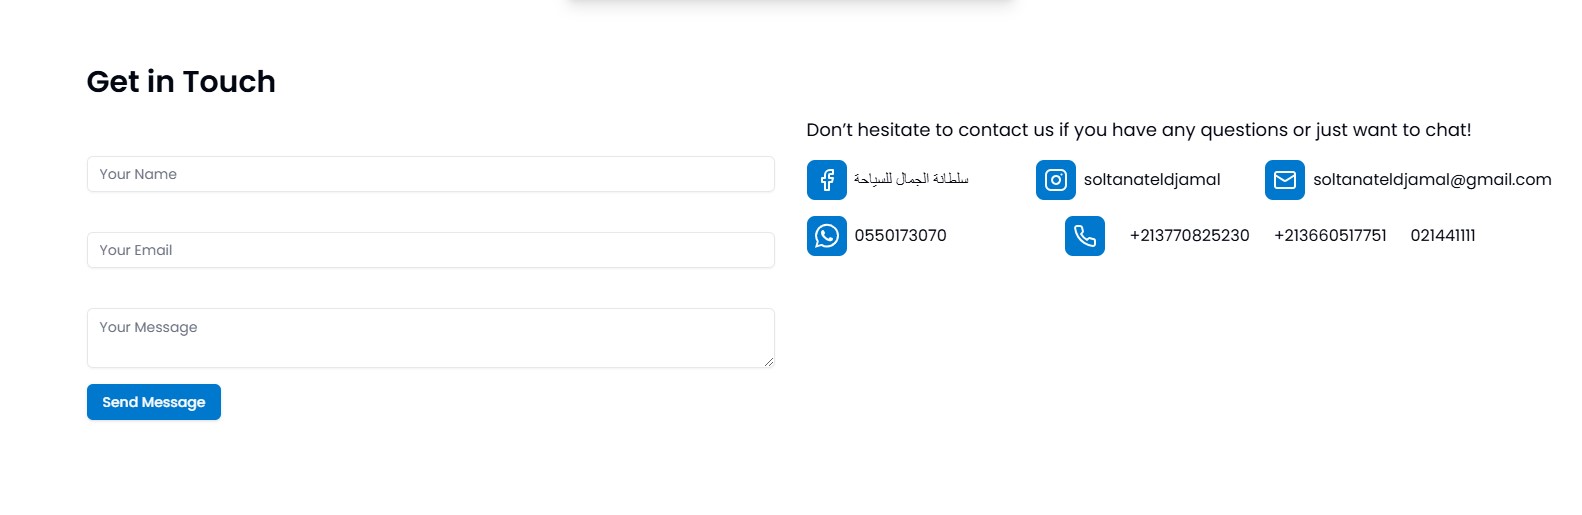 Get in Touch
Your Name
Your Email
Your Message
Send Message
Don’t hesitate to contact us if you have any questions or just want to chat!
سلطانة الجمال للسياحة soltanateldjamal soltanateldjamal@gmail.com
0550173070 +213770825230 +213660517751 021441111